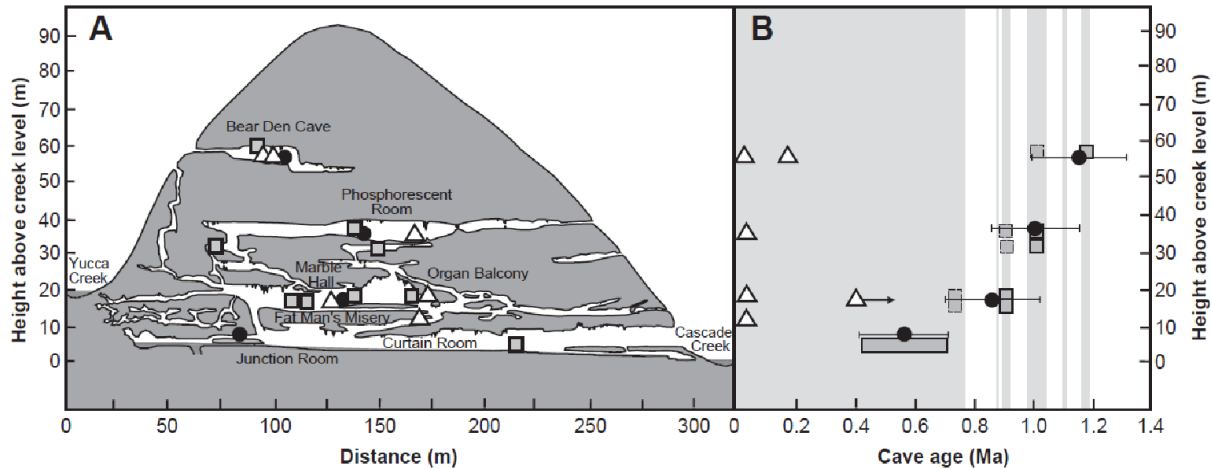 A
Height above creek level (m)
90
80
70
60
50
40
30
20
10
0
Bear Den Cave
Phosphorescent
Room
Marble
Hall
Organ Balcony
Yucca
Creek
Fat Man's Misery
Curtain Room
Cascade
Creek
Junction Room
0
50
100
150
200
250
300
Distance (m)
B
90
80
70
60
50
40
30
20
10
0
Height above creek level (m)
0
0.2
0.4
0.6
0.8
1.0
1.2
1.4
Cave age (Ma)